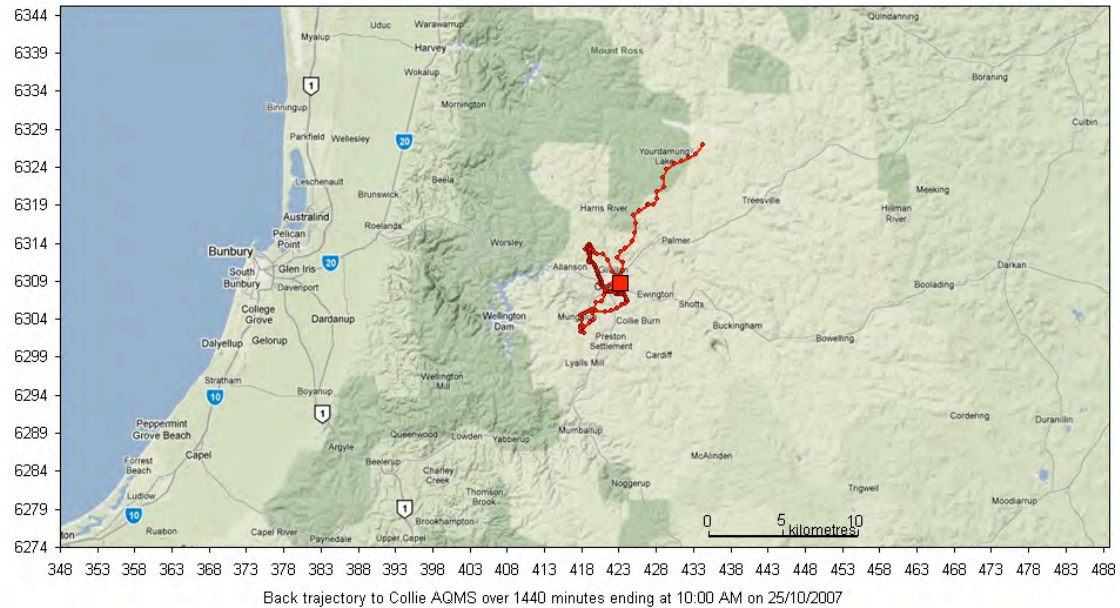 6344
Quindanning
Uduc
Warawarrup
Myalup
Harvey
6339
Mount Ross
Wokalup
Boraning
6334
1
Binningup
Mornington
Culbin
6329
Parkfield
Wellesley
20
Yourdamung
Lake
6324
Leschenault
Beela
Meeking
Brunswick
Treesville
6319
Harris River
Hillman
River
Australind
Roelands
Pelican
Point
Palmer
6314
Worsley
Bunbury
Glen Iris
20
Allanson
Darkan
South
Bunbury
Davenport
Boolading
6309
Ewington
Shotts
College
Grove
Dardanup
Wellington
Dam
Collie Burn
6304
Buckingham
Dalyellup
Gelorup
Preston
Settlement
Bowelling
Lyalls Mill
Cardiff
6299
Stratham
Wellington
Mill
Boyanup
10
6294
Peppermint
Grove Beach
1
Cordering
Duranillin
Queenwood
Lowden
Yabberup
Mumballup
6289
Argyle
Capel
Forrest
Beach
Beelerup
Charley
Creek
McAlinden
6284
Noggerup
Trigwell
Ludlow
Thomson
Brook
Moodiarrup
6279
10
1
Ruabon
Capel River
Brookhampton
0 5 10
kilometres
Paynedale
Upper Capel
6274
348 353 358 363 368 373 378 383 388 393 398 403 408 413 418 423 428 433 438 443 448 453 458 463 468 473 478 483 488
Back trajectory to Collie AQMS over 1440 minutes ending at 10:00 AM on 25/10/2007